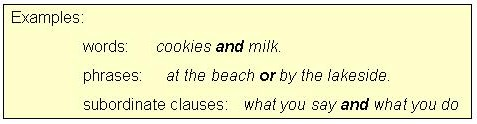 Examples:
words: cookies and milk.
phrases: at the beach or by the lakeside.
subordinate clauses: what you say and what you do